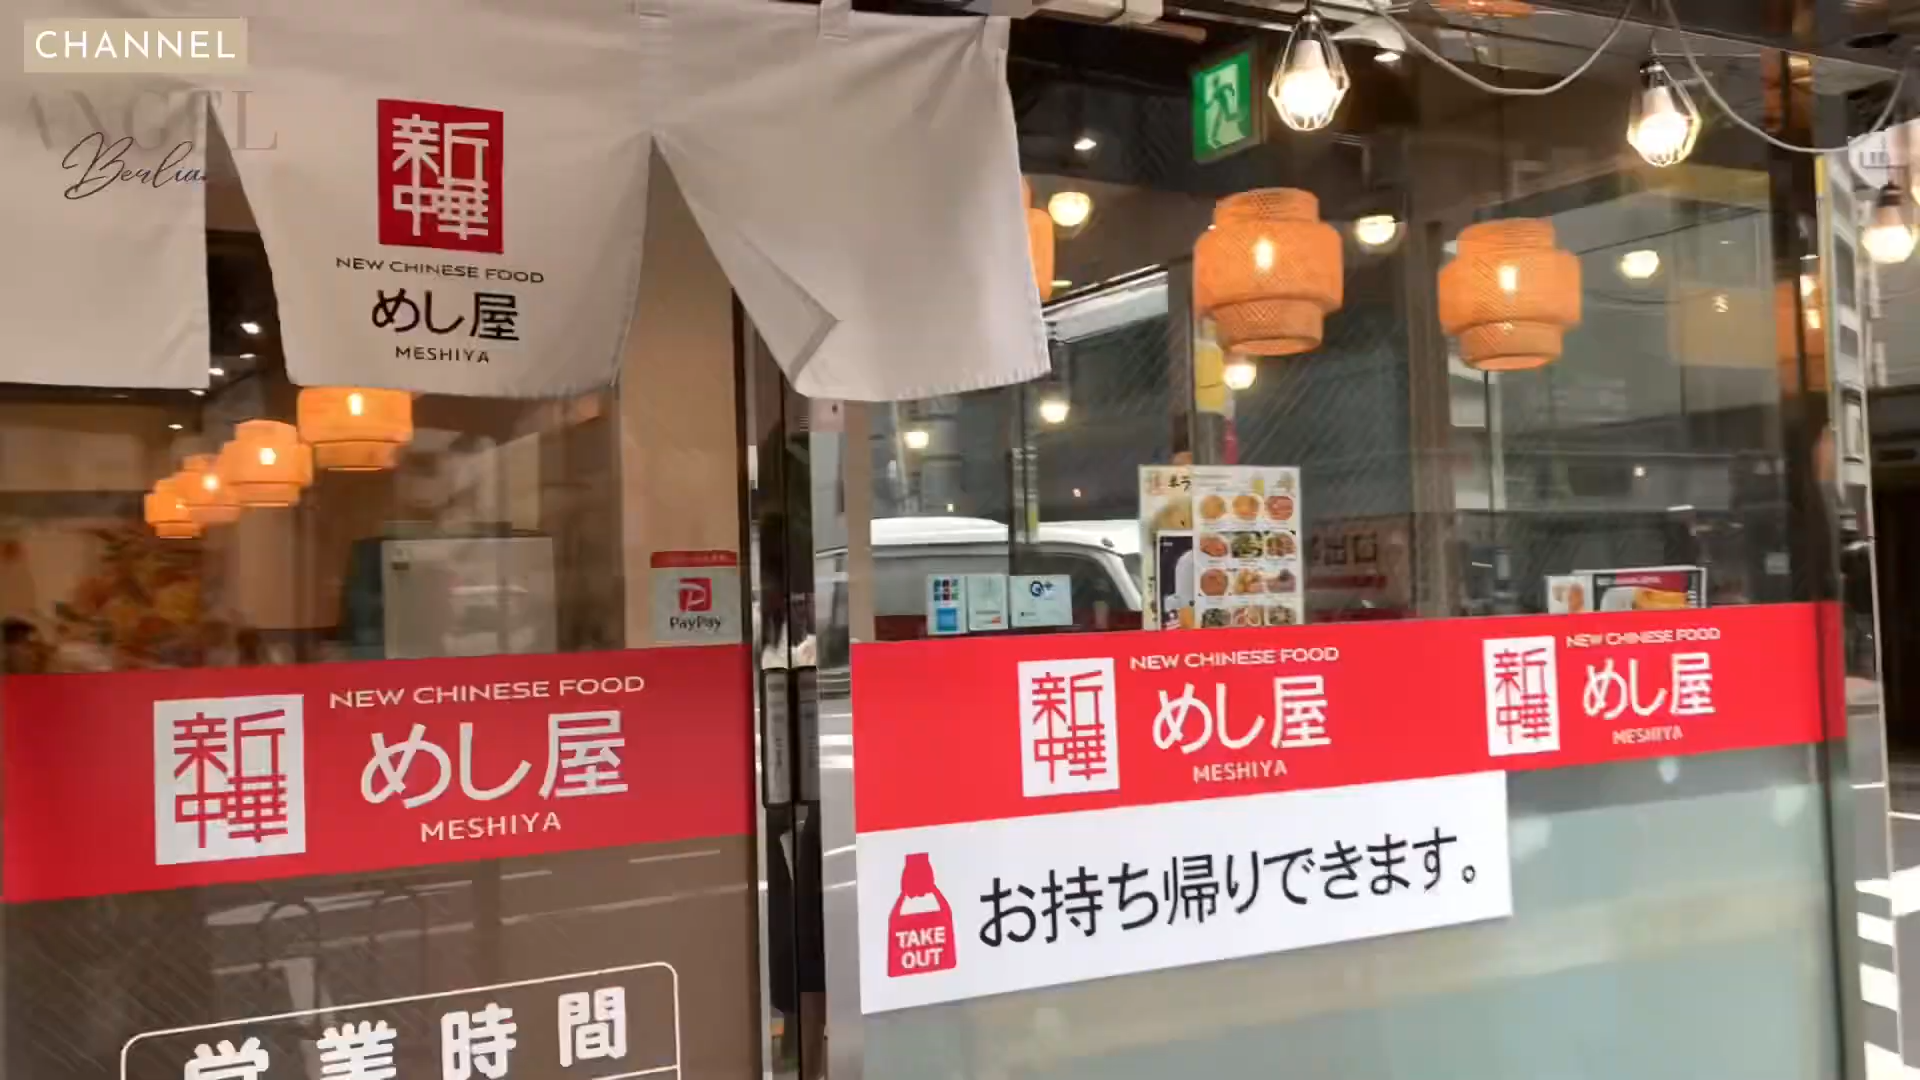 CHANNEL
ANGEL
Berlia.
新
中華
NEW CHINESE FOOD
めし屋
MESHIYA
PayPay
新
中華
NEW CHINESE FOOD
めし屋
MESHIYA
新
中華
NEW CHINESE FOOD
めし屋
MESHIYA
新
中華
NEW CHINESE FOOD
めし屋
MESHIYA
TAKE
OUT
お持ち帰りできます。
営業時間